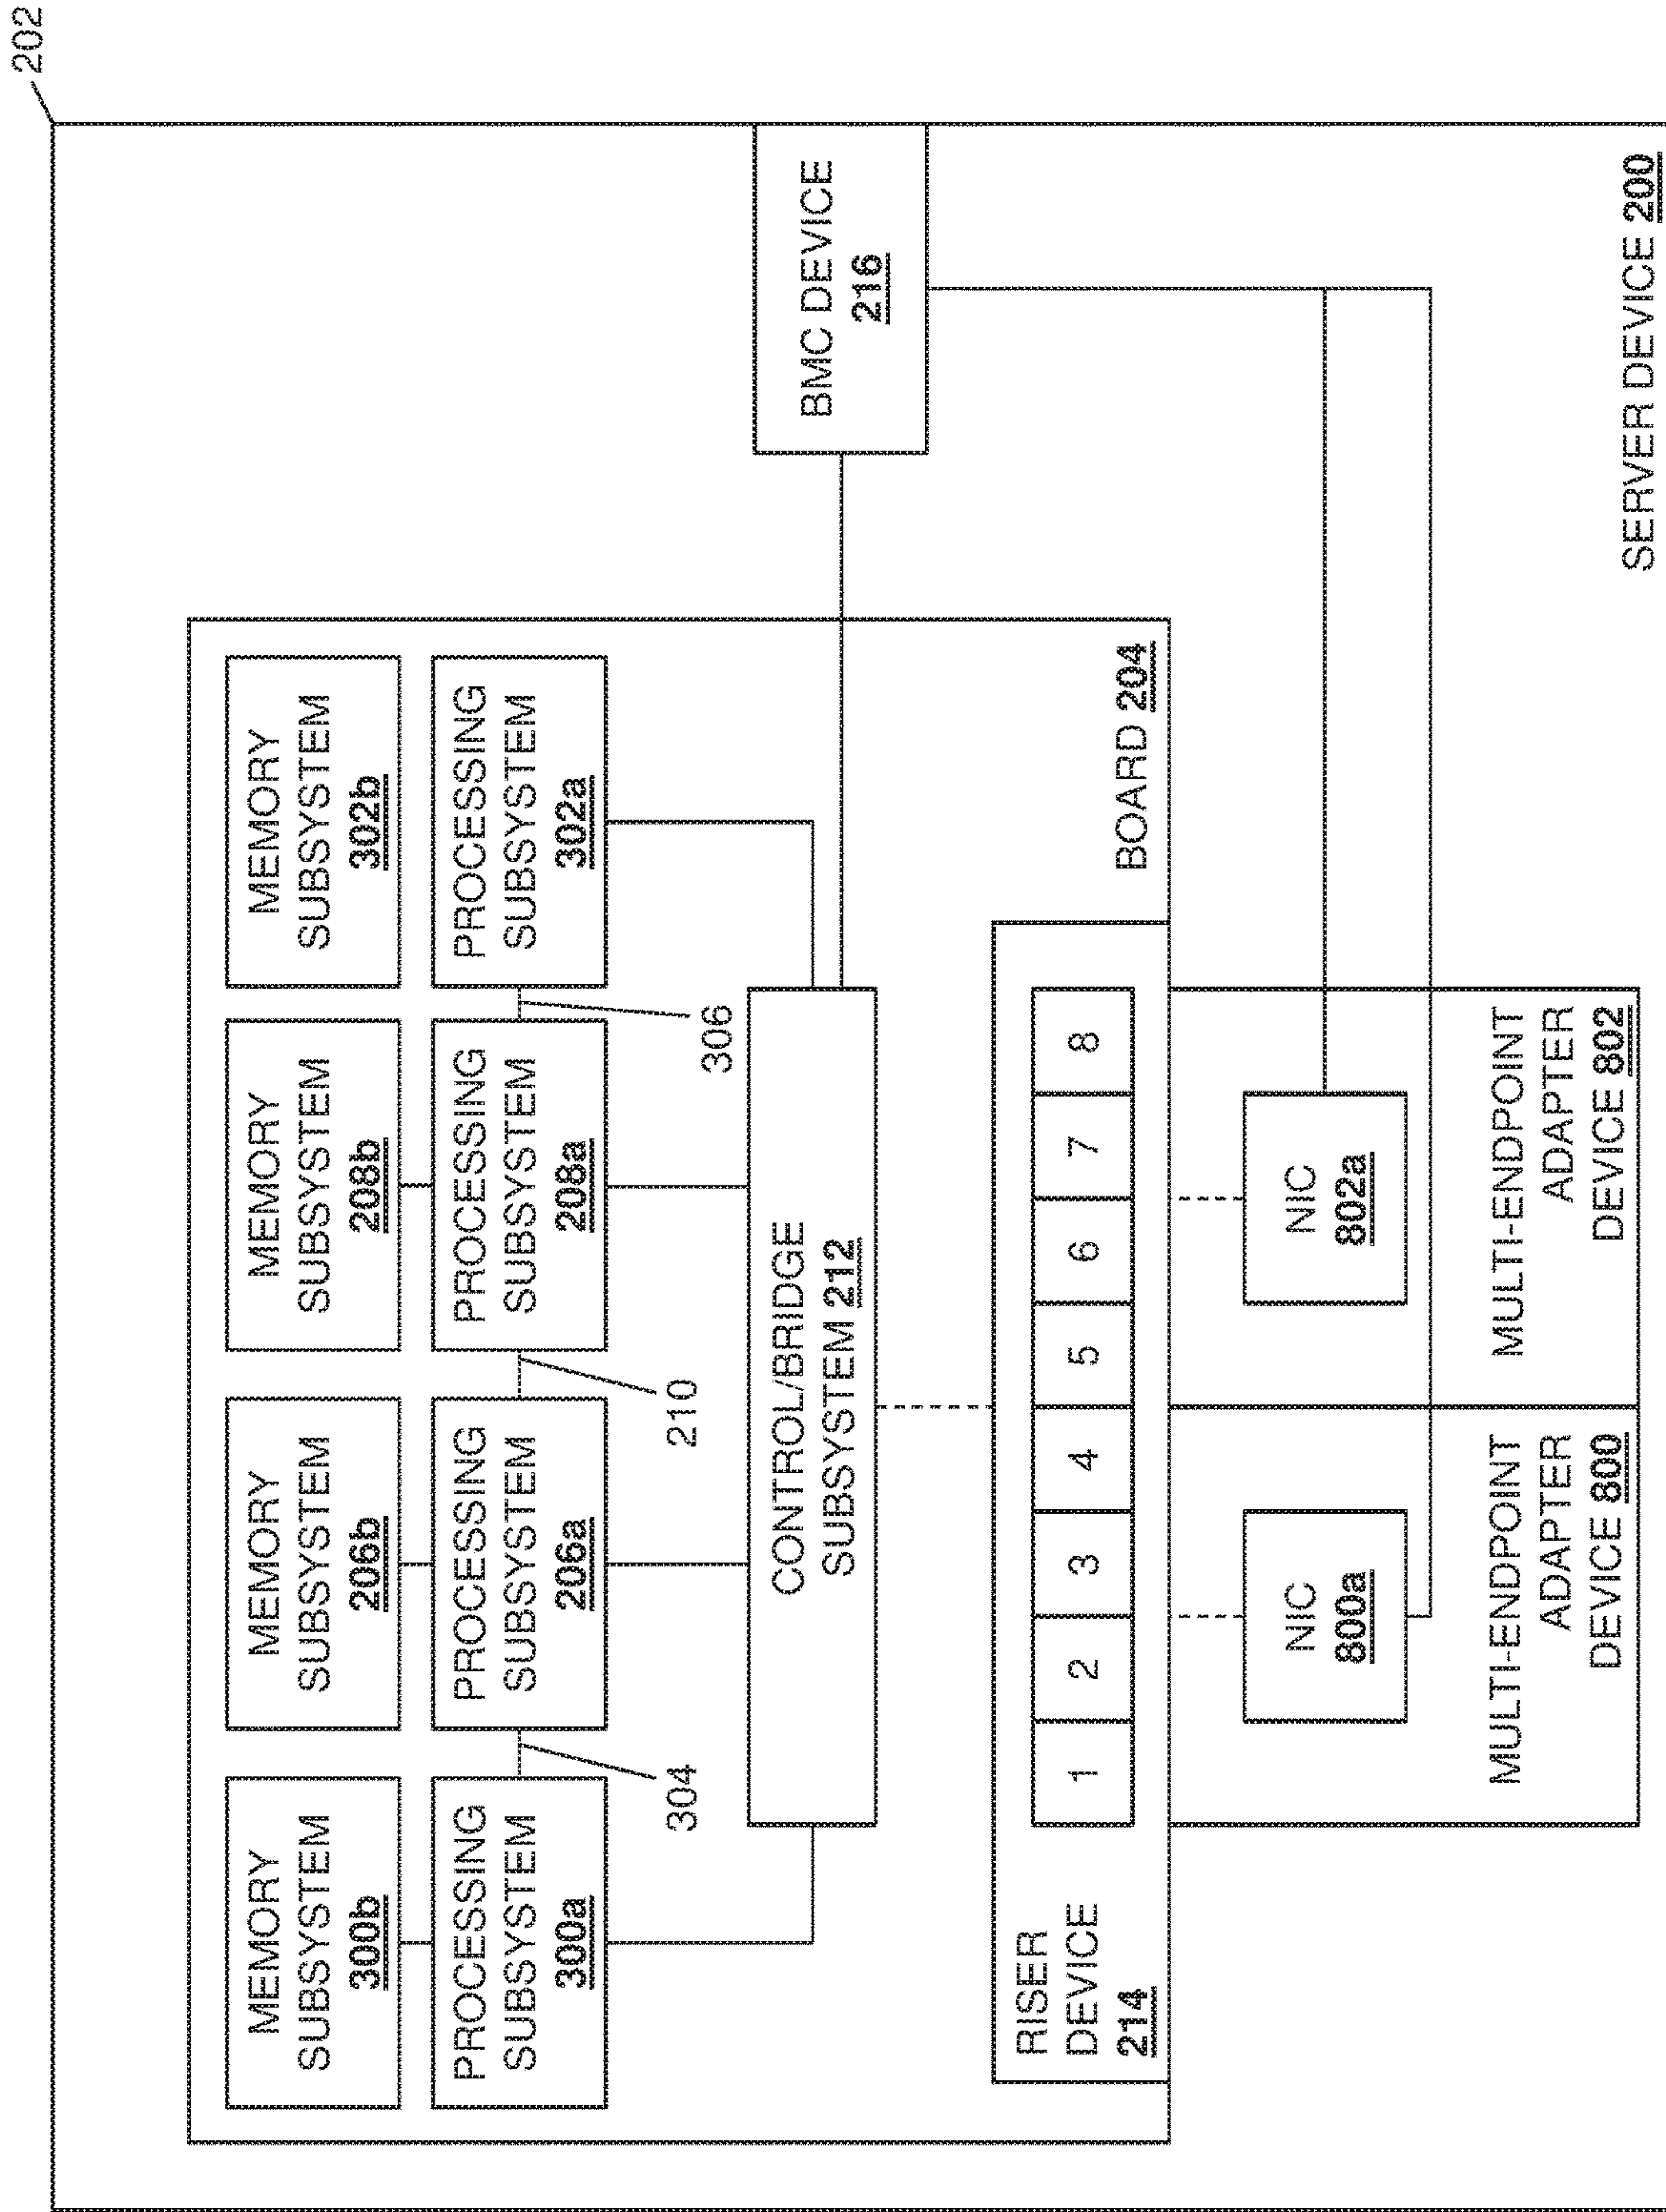 202
MEMORY
SUBSYSTEM
300b
MEMORY
SUBSYSTEM
206b
MEMORY
SUBSYSTEM
208b
MEMORY
SUBSYSTEM
302b
PROCESSING
SUBSYSTEM
300a
PROCESSING
SUBSYSTEM
206a
PROCESSING
SUBSYSTEM
208a
PROCESSING
SUBSYSTEM
302a
304
210
306
CONTROL/BRIDGE
SUBSYSTEM 212
BMC DEVICE
216
RISER
DEVICE
214
1 2 3 4 5 6 7 8
BOARD 204
NIC
800a
NIC
802a
MULTI-ENDPOINT
ADAPTER
DEVICE 800
MULTI-ENDPOINT
ADAPTER
DEVICE 802
SERVER DEVICE 200